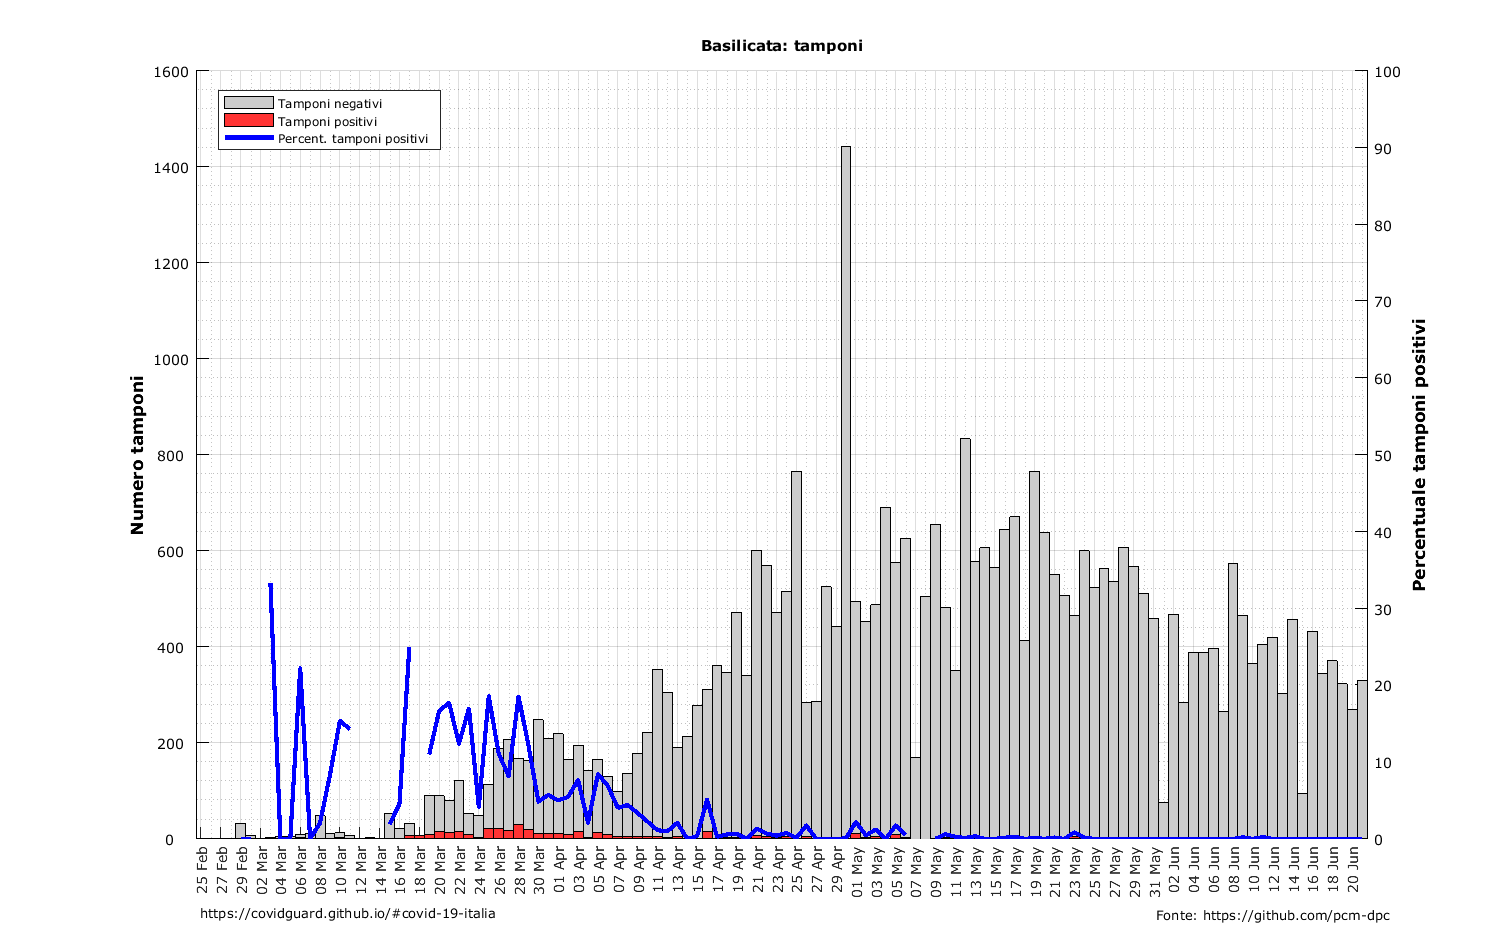 Basilicata: tamponi
Tamponi negativi
Tamponi positivi
Percent. tamponi positivi
Numero tamponi
1600
1400
1200
1000
800
600
400
200
0
Percentuale tamponi positivi
100
90
80
70
60
50
40
30
20
10
0
25 Feb
27 Feb
29 Feb
02 Mar
04 Mar
06 Mar
08 Mar
10 Mar
12 Mar
14 Mar
16 Mar
18 Mar
20 Mar
22 Mar
24 Mar
26 Mar
28 Mar
30 Mar
01 Apr
03 Apr
05 Apr
07 Apr
09 Apr
11 Apr
13 Apr
15 Apr
17 Apr
19 Apr
21 Apr
23 Apr
25 Apr
27 Apr
29 Apr
01 May
03 May
05 May
07 May
09 May
11 May
13 May
15 May
17 May
19 May
21 May
23 May
25 May
27 May
29 May
31 May
02 Jun
04 Jun
06 Jun
08 Jun
10 Jun
12 Jun
14 Jun
16 Jun
18 Jun
20 Jun
https://covidguard.github.io/#covid-19-italia
Fonte: https://github.com/pcm-dpc